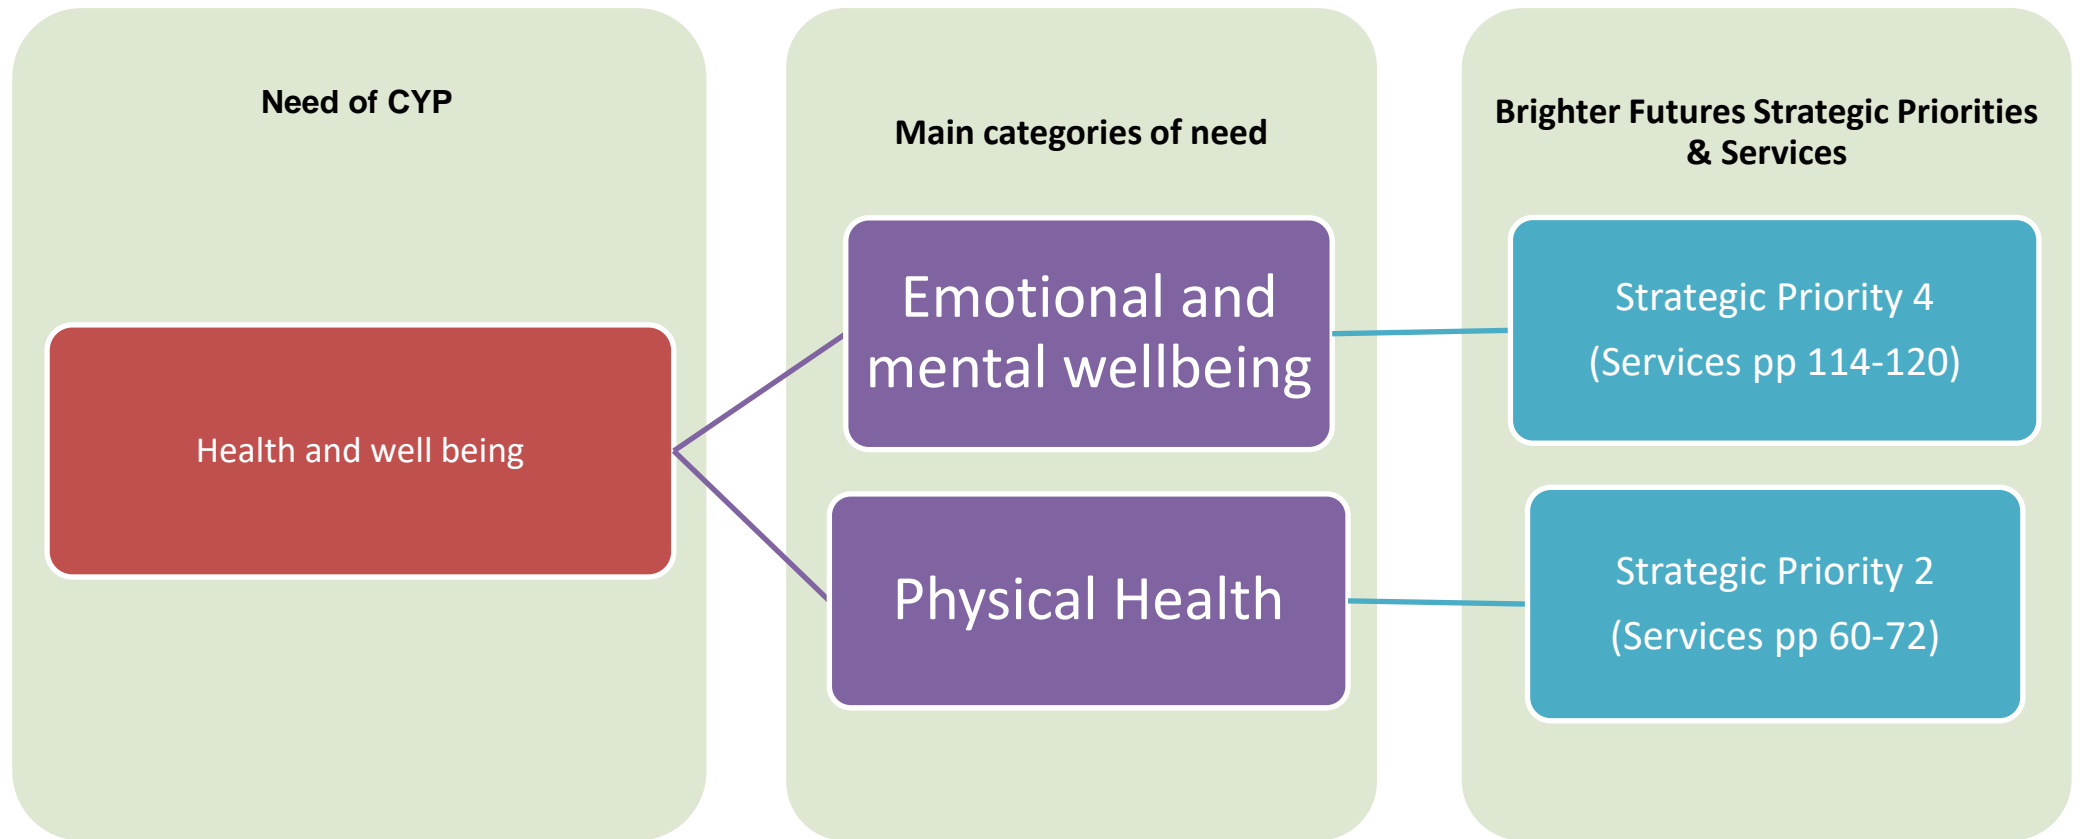 Need of CYP
Health and well being
Main categories of need
Emotional and
mental wellbeing
Physical Health
Brighter Futures Strategic Priorities
& Services
Strategic Priority 4
(Services pp 114-120)
Strategic Priority 2
(Services pp 60-72)